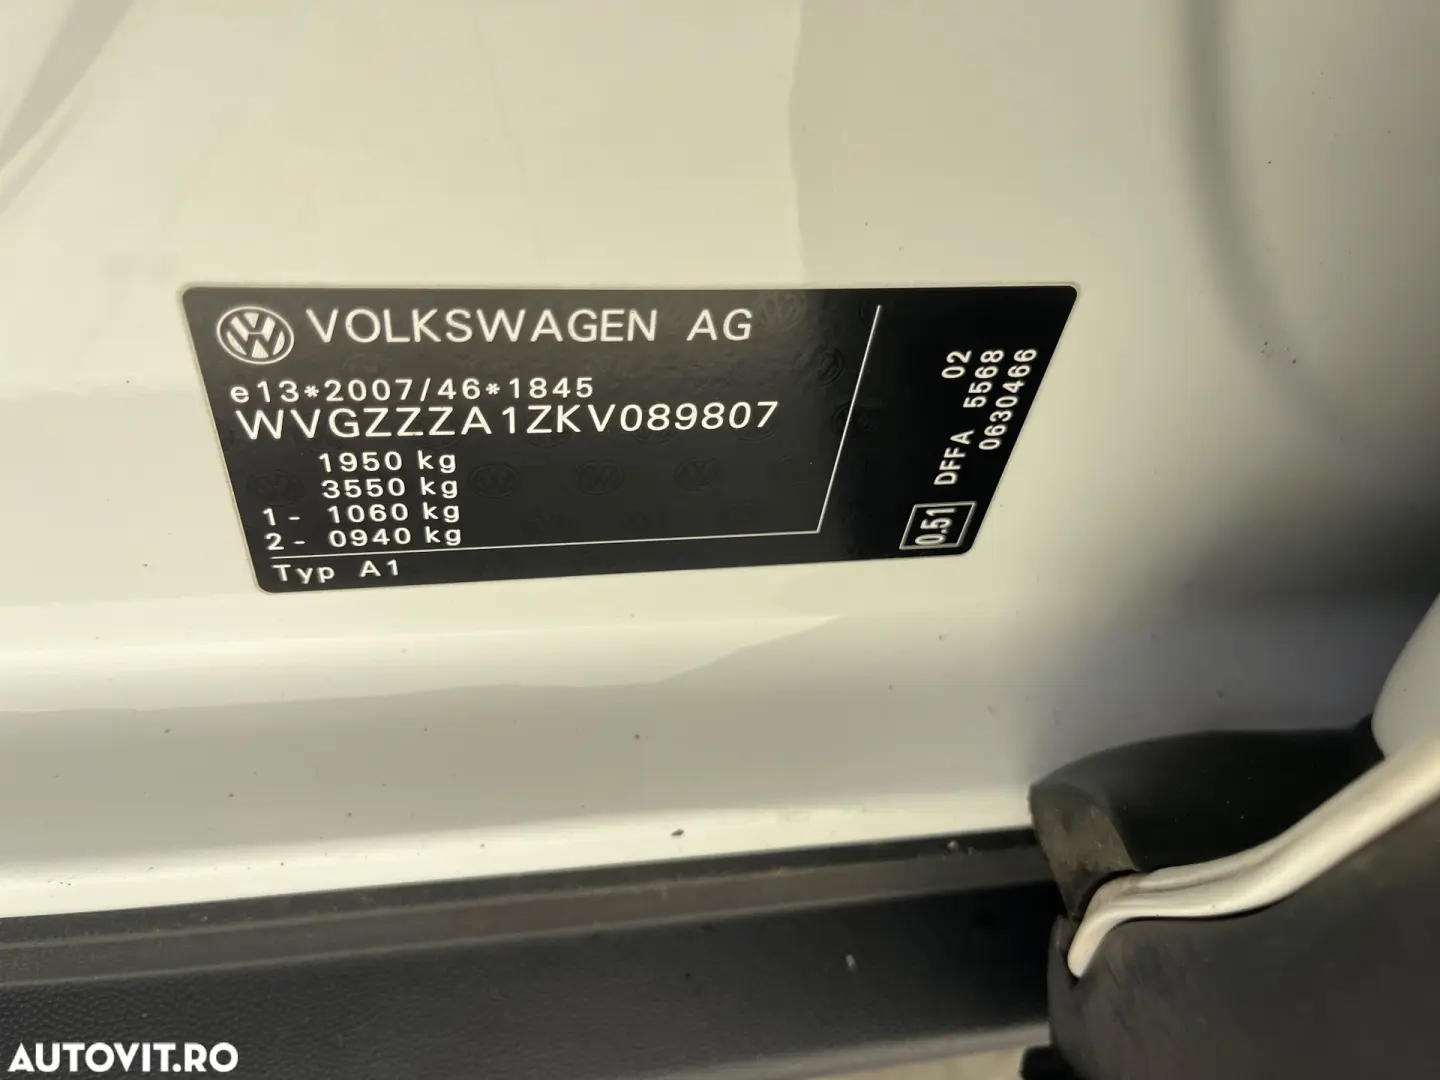 VOLKSWAGEN AG
e13*2007/46*1845
WVGZZZA1ZKV089807
1950 kg
3550 kg
1- 1060 kg
2- 0940 kg
Typ A1
02
DFFA 5568
0630466
0.51
AUTOVIT.RO